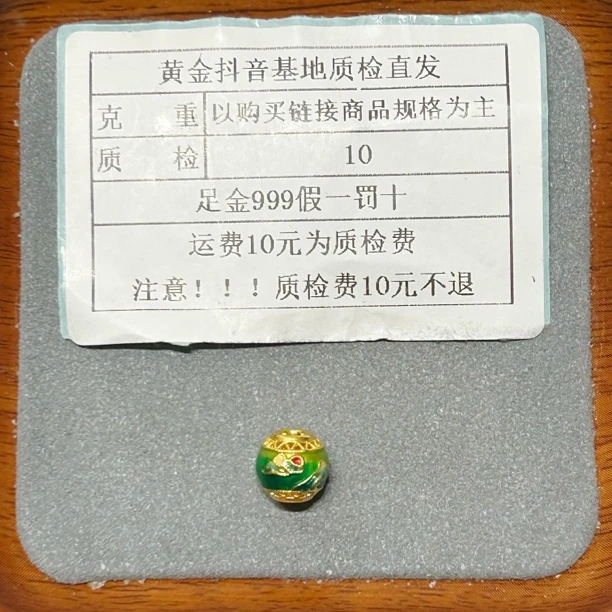 黄金抖音基地质检直发
克 重 以购买链接商品规格为主
质 检 10
足金999假一罚十
运费10元为质检费
注意！！！质检费10元不退